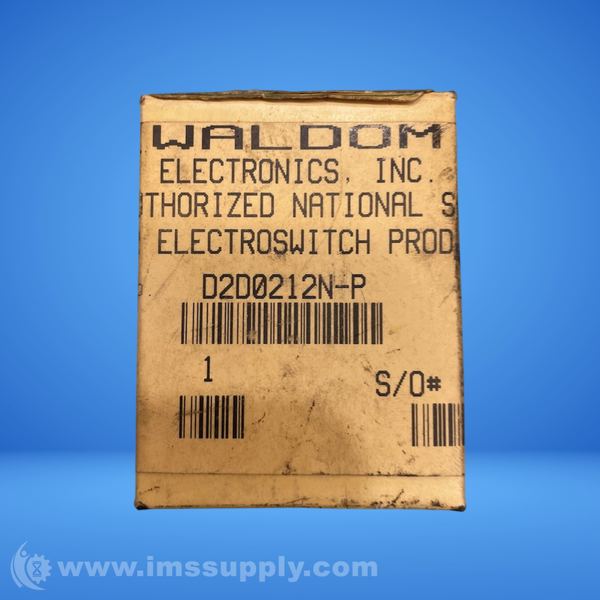 WALDOM
ELECTRONICS, INC.
THORIZED NATIONAL S
ELECTROSWITCH PROD
D2D0212N-P
1
S/O#
www.imssupply.com